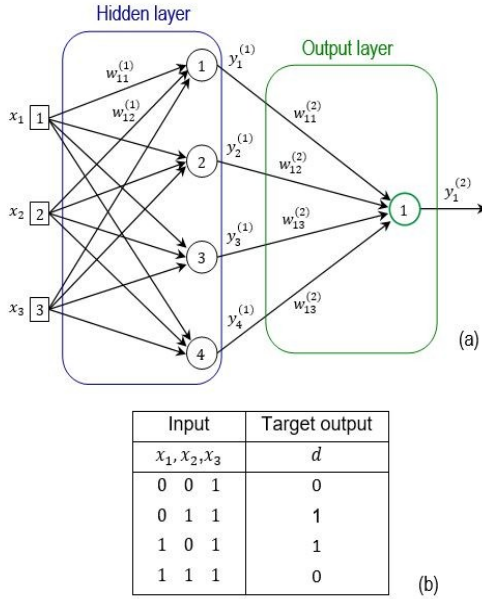 Hidden layer
Output layer
w₁₁⁽¹⁾
w₁₂⁽¹⁾
x₁ 1
x₂ 2
x₃ 3
1 y₁⁽¹⁾
2 y₂⁽¹⁾
3 y₃⁽¹⁾
4 y₄⁽¹⁾
w₁₁⁽²⁾
w₁₂⁽²⁾
w₁₃⁽²⁾
w₁₃⁽²⁾
1 y₁⁽²⁾
(a)
Input Target output
x₁, x₂,x₃ d
0 0 1 0
0 1 1 1
1 0 1 1
1 1 1 0
(b)